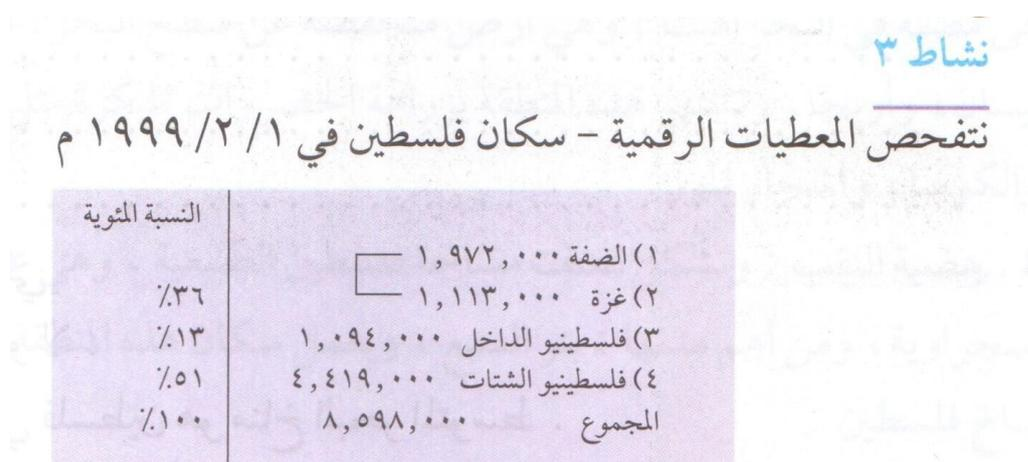 نشاط ٣
نتفحص المعطيات الرقمية - سكان فلسطين في ١/٢/١٩٩٩ م
النسبة المئوية
١) الضفة ١,٩٧٢,٠٠٠
٢) غزة ١,١١٣,٠٠٠ ٣٦٪
٣) فلسطينيو الداخل ١,٠٩٤,٠٠٠ ١٣٪
٤) فلسطينيو الشتات ٤,٤١٩,٠٠٠ ٥١٪
المجموع ٨,٥٩٨,٠٠٠ ١٠٠٪